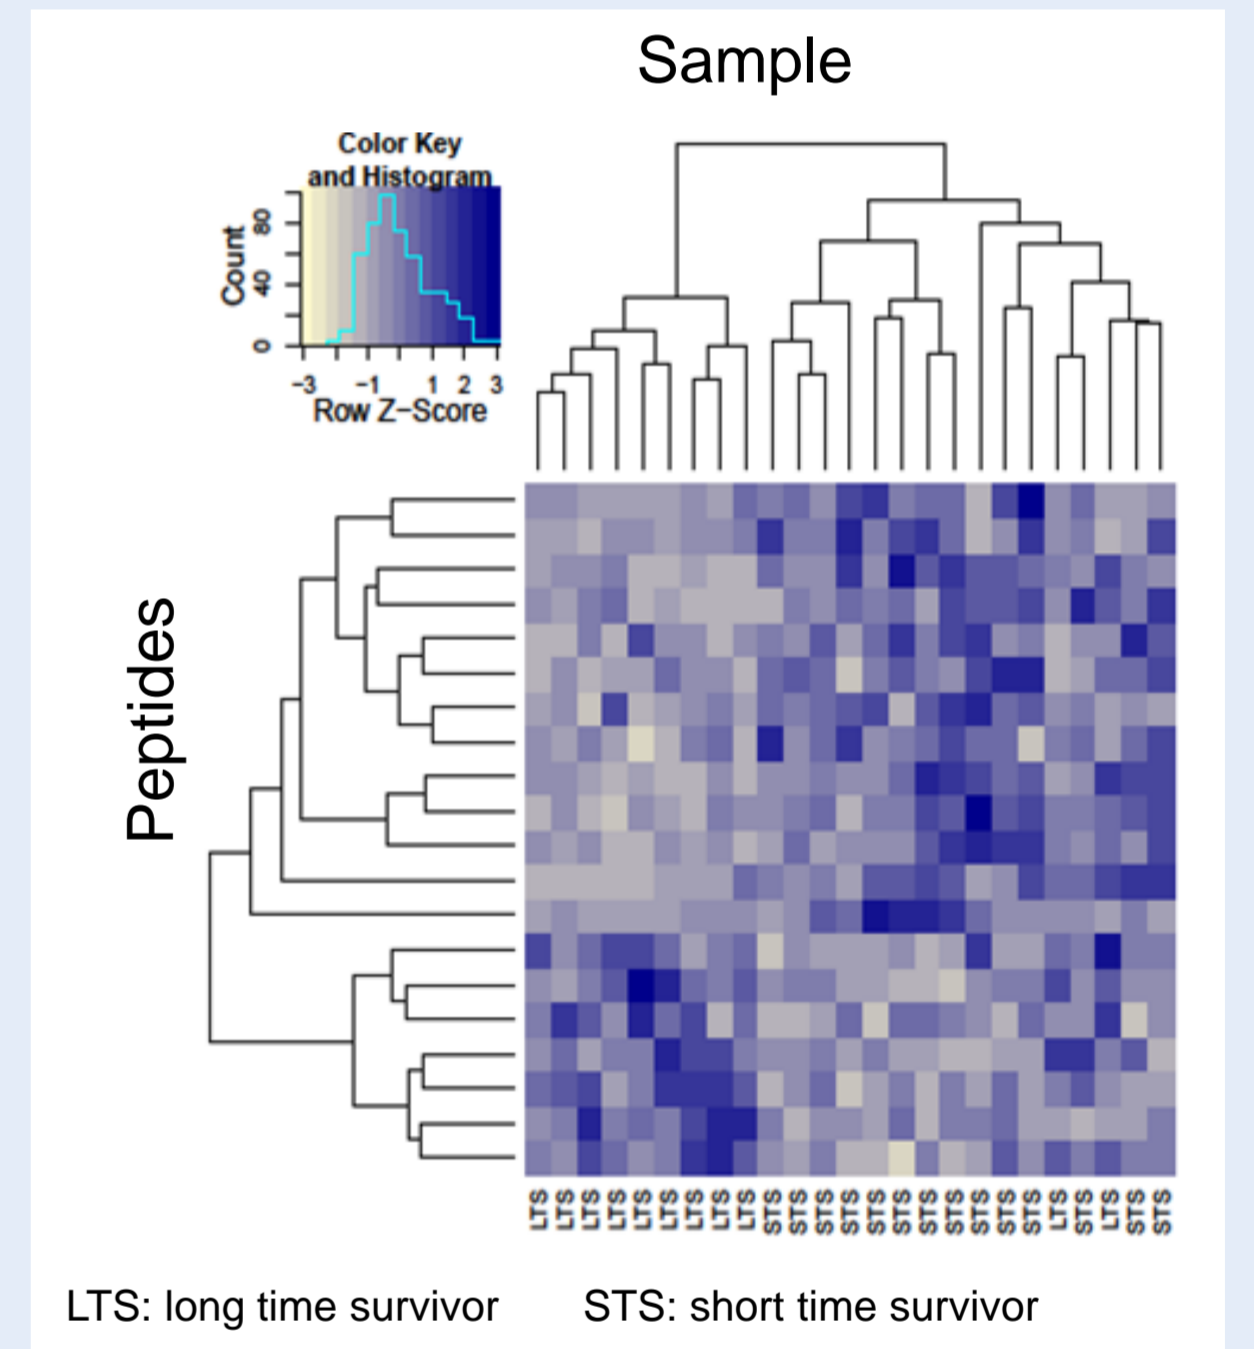 Sample
Color Key
and Histogram
Count
0 40 80
−3 −1 1 2 3
Row Z−Score
Peptides
LTS LTS LTS LTS LTS LTS LTS LTS LTS STS STS STS STS STS STS STS STS STS STS STS LTS STS LTS STS STS
LTS: long time survivor STS: short time survivor